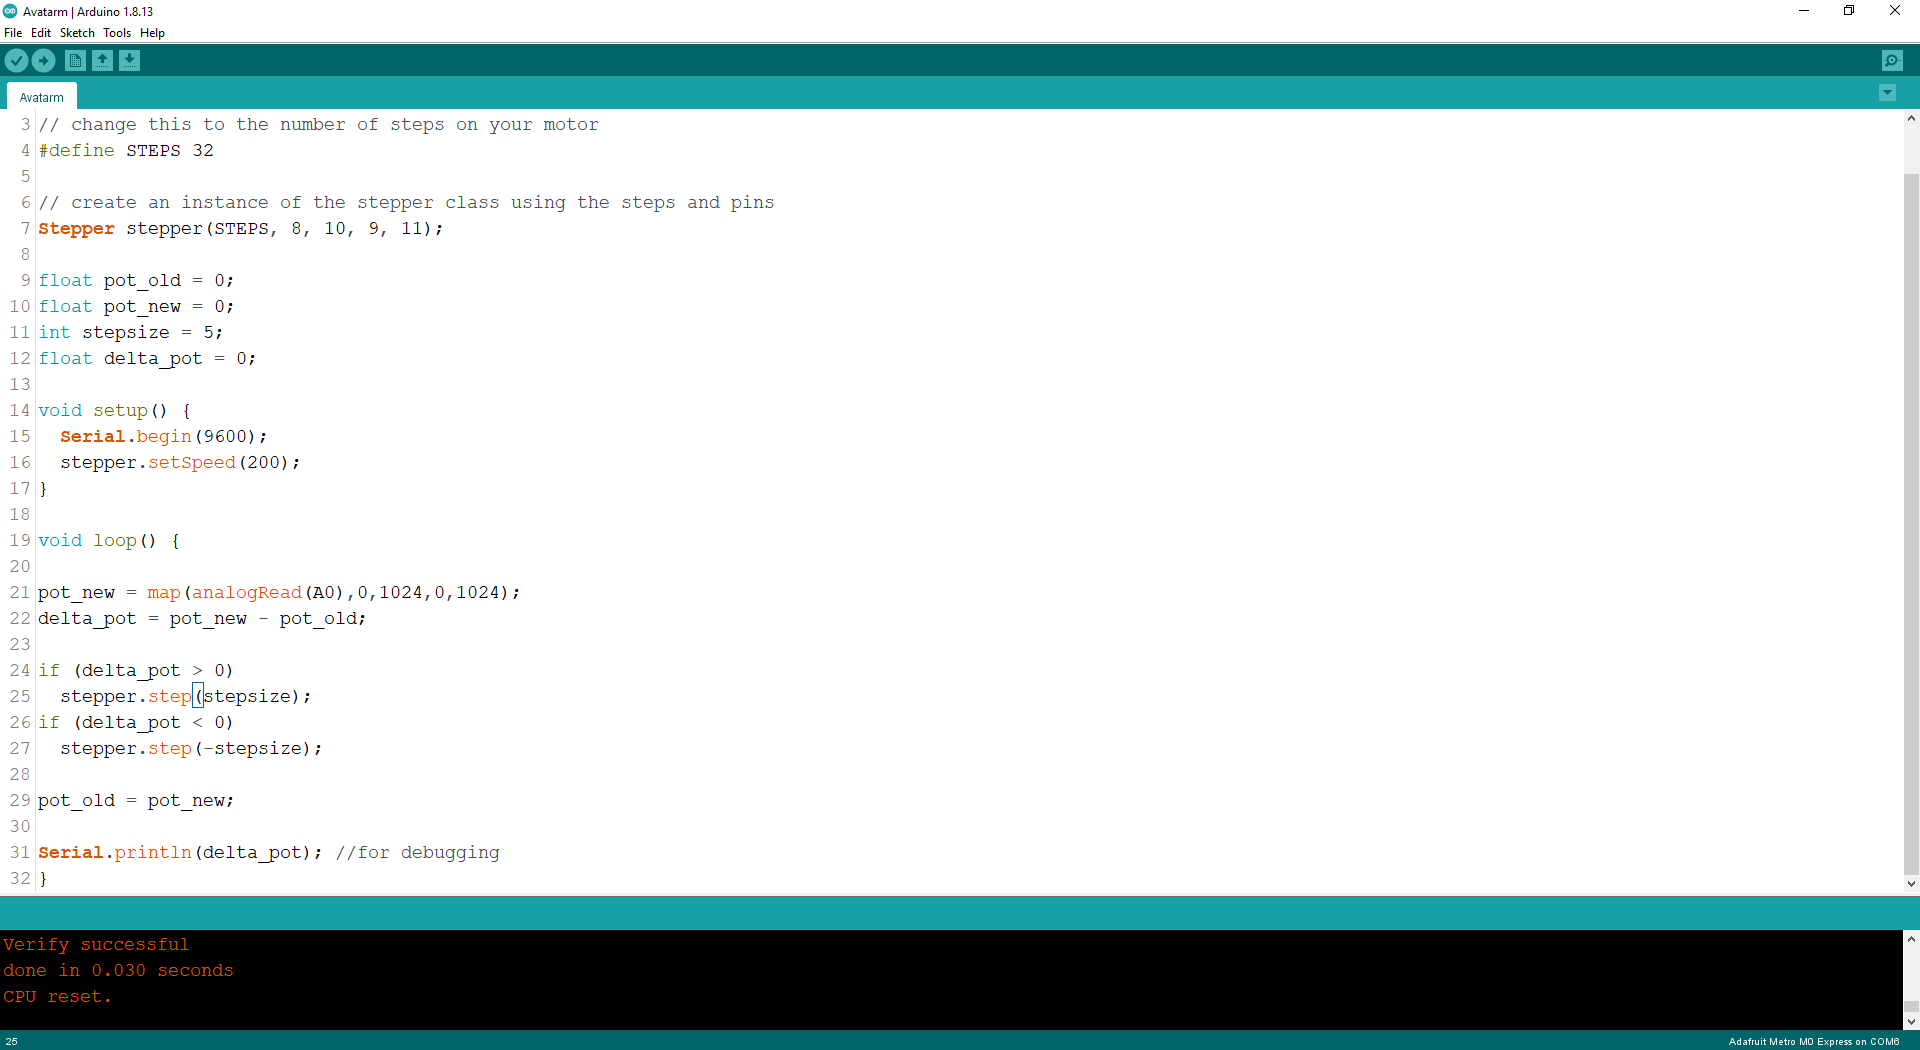 Avatarm | Arduino 1.8.13
File Edit Sketch Tools Help
Avatarm
3 // change this to the number of steps on your motor
4 #define STEPS 32
5
6 // create an instance of the stepper class using the steps and pins
7 Stepper stepper(STEPS, 8, 10, 9, 11);
8
9 float pot_old = 0;
10 float pot_new = 0;
11 int stepsize = 5;
12 float delta_pot = 0;
13
14 void setup() {
15   Serial.begin(9600);
16   stepper.setSpeed(200);
17 }
18
19 void loop() {
20
21 pot_new = map(analogRead(A0),0,1024,0,1024);
22 delta_pot = pot_new - pot_old;
23
24 if (delta_pot > 0)
25   stepper.step(stepsize);
26 if (delta_pot < 0)
27   stepper.step(-stepsize);
28
29 pot_old = pot_new;
30
31 Serial.println(delta_pot); //for debugging
32 }
Verify successful
done in 0.030 seconds
CPU reset.
25 Adafruit Metro M0 Express on COM6